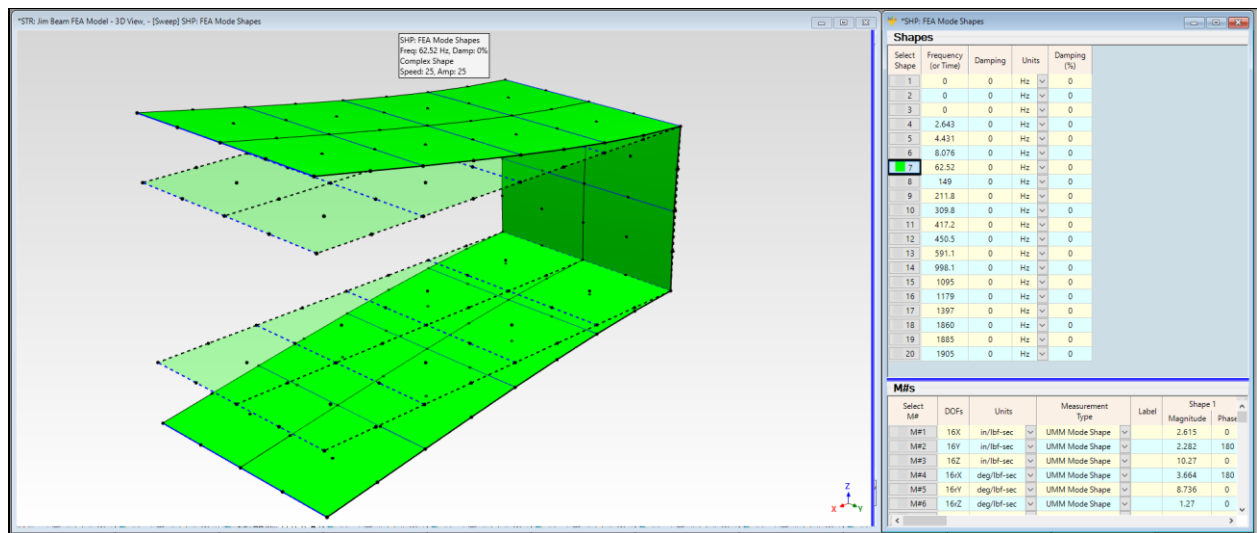 *STR: Jim Beam FEA Model - 3D View, - [Sweep] SHP: FEA Mode Shapes
SHP: FEA Mode Shapes
Freq: 62.52 Hz, Damp: 0%
Complex Shape
Speed: 25, Amp: 25
Z
X Y
*SHP: FEA Mode Shapes
Shapes
Select Shape Frequency (or Time) Damping Units Damping (%)
1 0 0 Hz 0
2 0 0 Hz 0
3 0 0 Hz 0
4 2.643 0 Hz 0
5 4.431 0 Hz 0
6 8.076 0 Hz 0
7 62.52 0 Hz 0
8 149 0 Hz 0
9 211.8 0 Hz 0
10 309.8 0 Hz 0
11 417.2 0 Hz 0
12 450.5 0 Hz 0
13 591.1 0 Hz 0
14 998.1 0 Hz 0
15 1095 0 Hz 0
16 1179 0 Hz 0
17 1397 0 Hz 0
18 1860 0 Hz 0
19 1885 0 Hz 0
20 1905 0 Hz 0
M#s
Select M# DOFs Units Measurement Type Label Shape 1
Magnitude Phase
M#1 16X in/lbf-sec UMM Mode Shape 2.615 0
M#2 16Y in/lbf-sec UMM Mode Shape 2.282 180
M#3 16Z in/lbf-sec UMM Mode Shape 10.27 0
M#4 16rX deg/lbf-sec UMM Mode Shape 3.664 180
M#5 16rY deg/lbf-sec UMM Mode Shape 8.736 0
M#6 16rZ deg/lbf-sec UMM Mode Shape 1.27 0